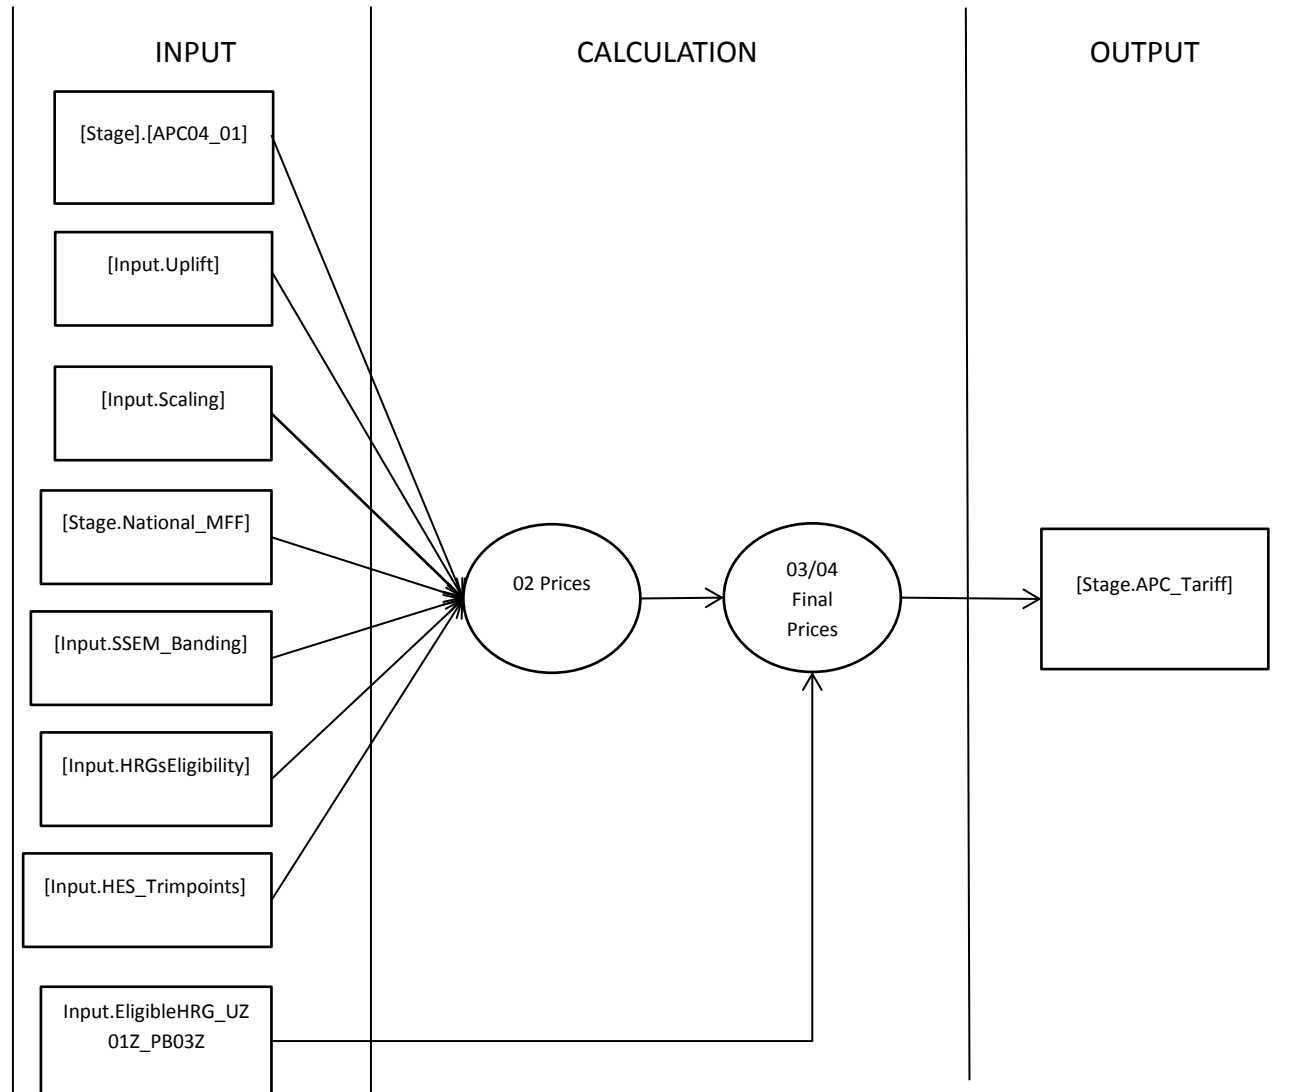 INPUT
CALCULATION
OUTPUT
[Stage].[APC04_01]
[Input.Uplift]
[Input.Scaling]
[Stage.National_MFF]
[Input.SSEM_Banding]
[Input.HRGsEligibility]
[Input.HES_Trimpoints]
Input.EligibleHRG_UZ
01Z_PB03Z
02 Prices
03/04
Final
Prices
[Stage.APC_Tariff]